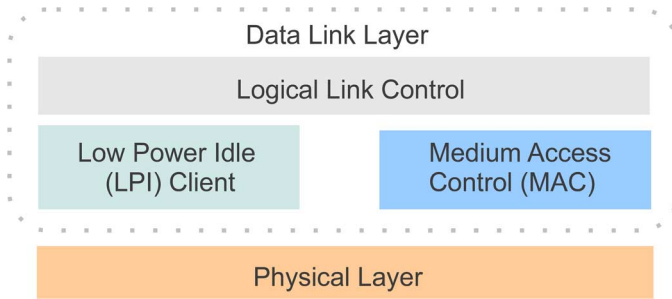 Data Link Layer
Logical Link Control
Low Power Idle
(LPI) Client
Medium Access
Control (MAC)
Physical Layer